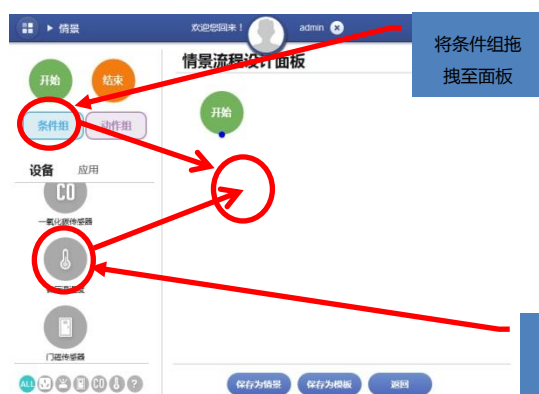 情景
欢迎您回来！
admin
将条件组拖
拽至面板
情景流程设计面板
开始
结束
开始
条件组
动作组
设备
应用
CO
一氧化碳传感器
门磁传感器
ALL
CO
?
保存为情景
保存为模板
返回